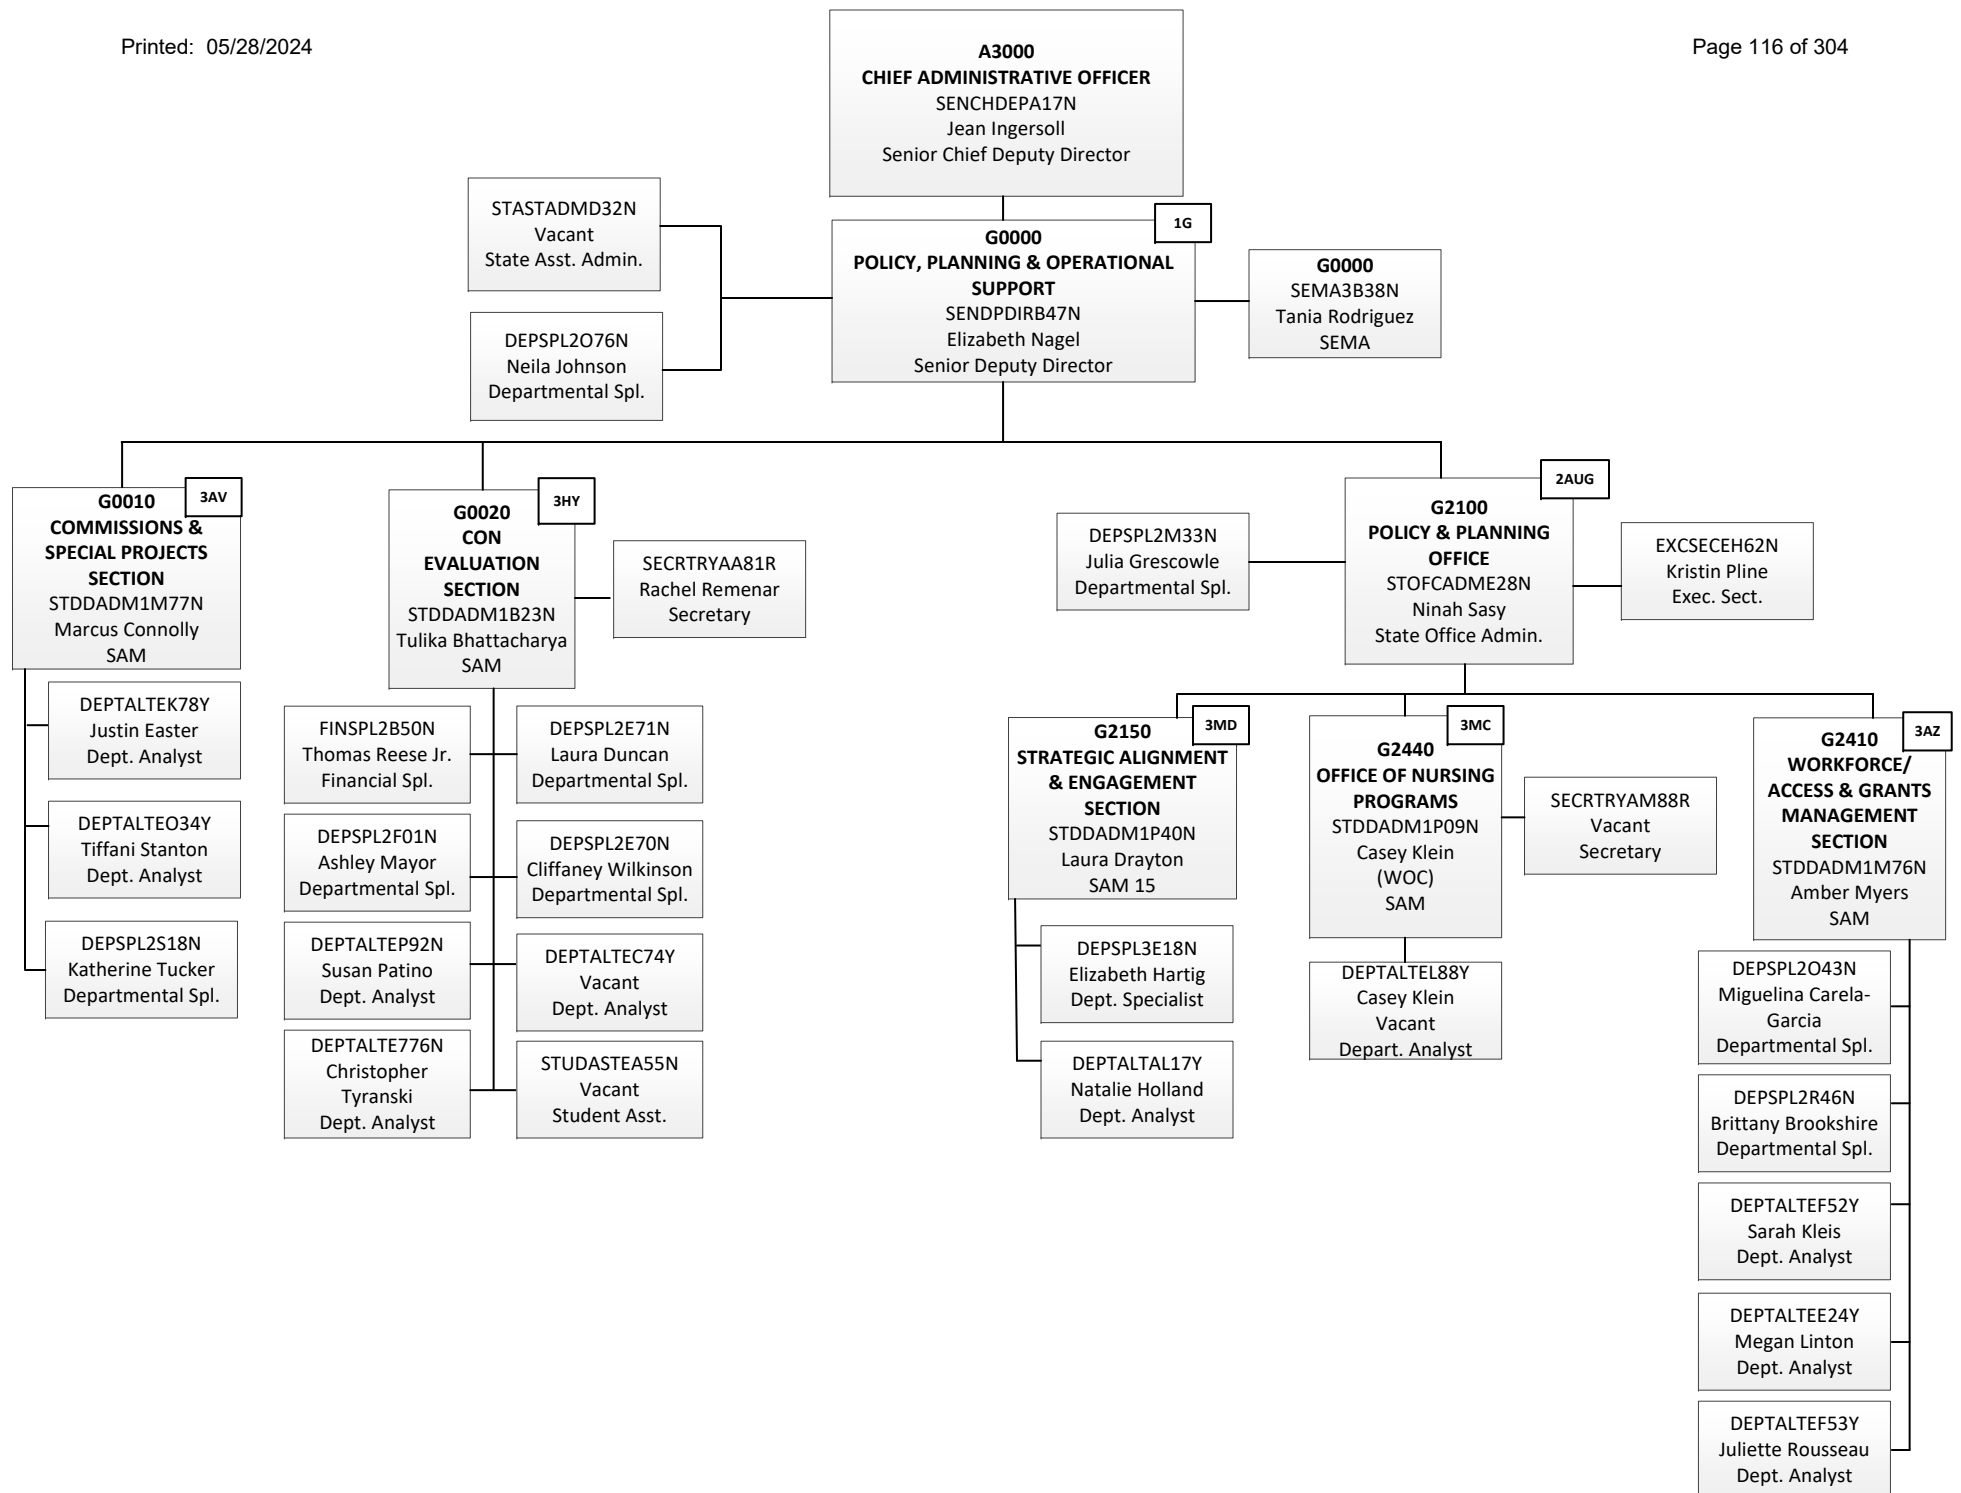 Printed:  05/28/2024
Page 116 of 304
A3000
CHIEF ADMINISTRATIVE OFFICER
SENCHDEPA17N
Jean Ingersoll
Senior Chief Deputy Director
STASTADMD32N
Vacant
State Asst. Admin.
1G
G0000
POLICY, PLANNING & OPERATIONAL
SUPPORT
SENDPDIRB47N
Elizabeth Nagel
Senior Deputy Director
G0000
SEMA3B38N
Tania Rodriguez
SEMA
DEPSPL2O76N
Neila Johnson
Departmental Spl.
3AV
G0010
COMMISSIONS &
SPECIAL PROJECTS
SECTION
STDDADM1M77N
Marcus Connolly
SAM
DEPTALTEK78Y
Justin Easter
Dept. Analyst
DEPTALTEO34Y
Tiffani Stanton
Dept. Analyst
DEPSPL2S18N
Katherine Tucker
Departmental Spl.
3HY
G0020
CON
EVALUATION
SECTION
STDDADM1B23N
Tulika Bhattacharya
SAM
SECRTRYAA81R
Rachel Remenar
Secretary
FINSPL2B50N
Thomas Reese Jr.
Financial Spl.
DEPSPL2E71N
Laura Duncan
Departmental Spl.
DEPSPL2F01N
Ashley Mayor
Departmental Spl.
DEPSPL2E70N
Cliffaney Wilkinson
Departmental Spl.
DEPTALTEP92N
Susan Patino
Dept. Analyst
DEPTALTEC74Y
Vacant
Dept. Analyst
DEPTALTE776N
Christopher
Tyranski
Dept. Analyst
STUDASTEA55N
Vacant
Student Asst.
2AUG
G2100
POLICY & PLANNING
OFFICE
STOFCADME28N
Ninah Sasy
State Office Admin.
DEPSPL2M33N
Julia Grescowle
Departmental Spl.
EXCSECEH62N
Kristin Pline
Exec. Sect.
3MD
G2150
STRATEGIC ALIGNMENT
& ENGAGEMENT
SECTION
STDDADM1P40N
Laura Drayton
SAM 15
DEPSPL3E18N
Elizabeth Hartig
Dept. Specialist
DEPTALTAL17Y
Natalie Holland
Dept. Analyst
3MC
G2440
OFFICE OF NURSING
PROGRAMS
STDDADM1P09N
Casey Klein
(WOC)
SAM
SECRTRYAM88R
Vacant
Secretary
DEPTALTEL88Y
Casey Klein
Vacant
Depart. Analyst
3AZ
G2410
WORKFORCE/
ACCESS & GRANTS
MANAGEMENT
SECTION
STDDADM1M76N
Amber Myers
SAM
DEPSPL2O43N
Miguelina Carela-
Garcia
Departmental Spl.
DEPSPL2R46N
Brittany Brookshire
Departmental Spl.
DEPTALTEF52Y
Sarah Kleis
Dept. Analyst
DEPTALTEE24Y
Megan Linton
Dept. Analyst
DEPTALTEF53Y
Juliette Rousseau
Dept. Analyst